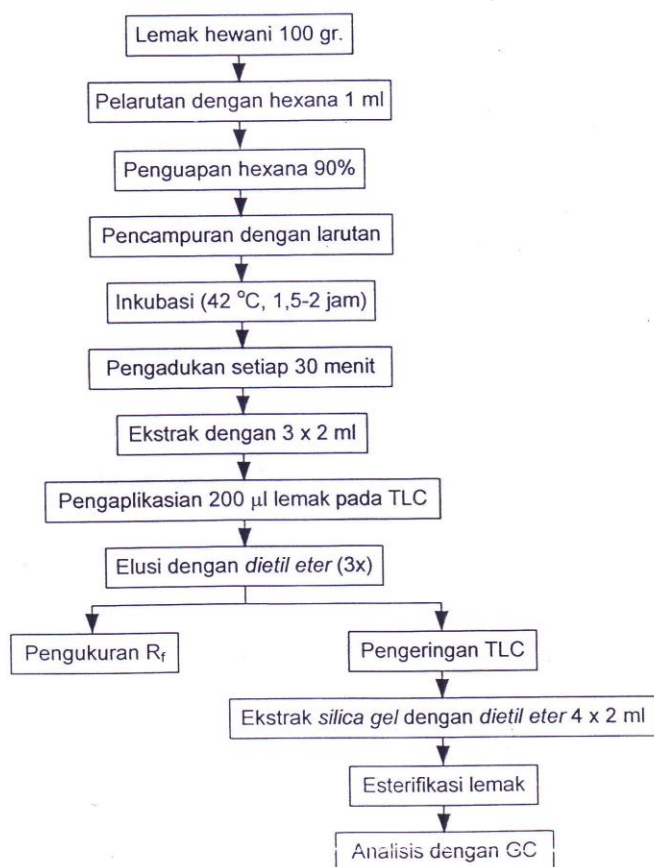 Lemak hewani 100 gr.
Pelarutan dengan hexana 1 ml
Penguapan hexana 90%
Pencampuran dengan larutan
Inkubasi (42 °C, 1,5-2 jam)
Pengadukan setiap 30 menit
Ekstrak dengan 3 x 2 ml
Pengaplikasian 200 µl lemak pada TLC
Elusi dengan dietil eter (3x)
Pengukuran Rf
Pengeringan TLC
Ekstrak silica gel dengan dietil eter 4 x 2 ml
Esterifikasi lemak
Analisis dengan GC